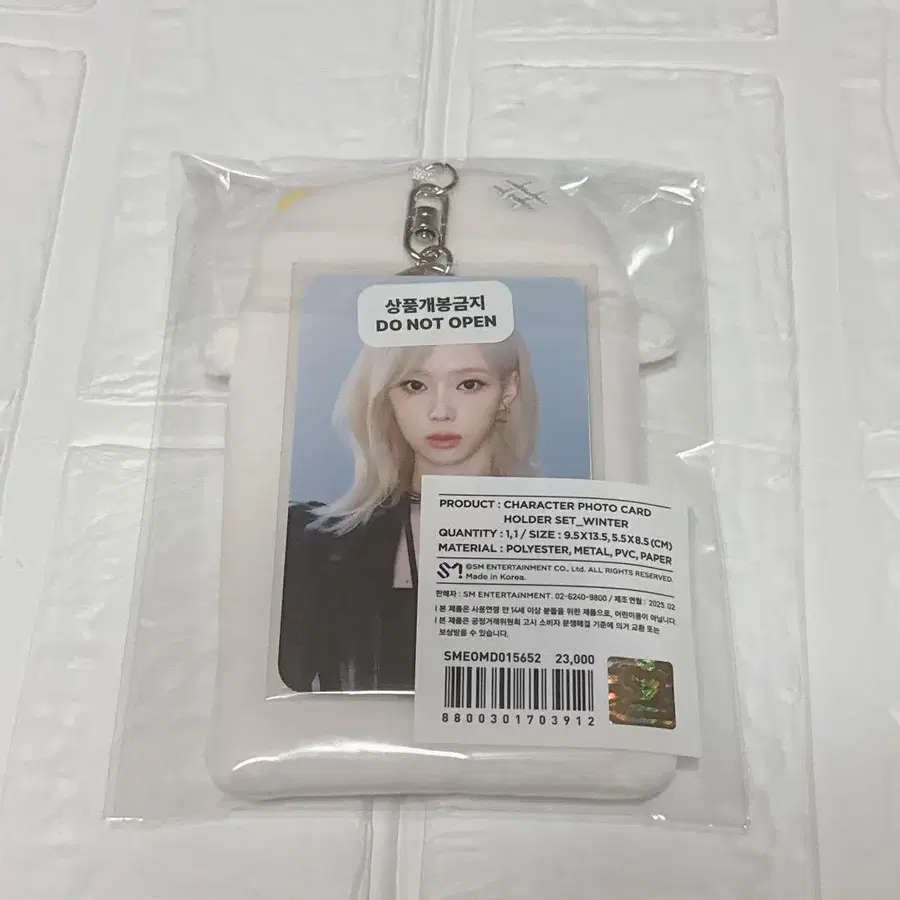 상품개봉금지
DO NOT OPEN
PRODUCT : CHARACTER PHOTO CARD
HOLDER SET_WINTER
QUANTITY : 1,1 / SIZE : 9.5X13.5,5.5X8.5(CM)
MATERIAL : POLYESTER, METAL, PVC, PAPER
SM ©SM ENTERTAINMENT CO., Ltd. ALL RIGHTS RESERVED.
Made in Korea.
판매자 : SM ENTERTAINMENT. 02-6240-9800 / 제조 연월 : 2025.02
l 본 제품은 사용연령 만 14세 이상 분들을 위한 제품으로, 어린이용이 아닙니다.
l 본 제품은 공정거래위원회 고시 소비자 분쟁해결 기준에 의거 교환 또는
보상받을 수 있습니다.
SMEOMD015652 23,000
8800301703912